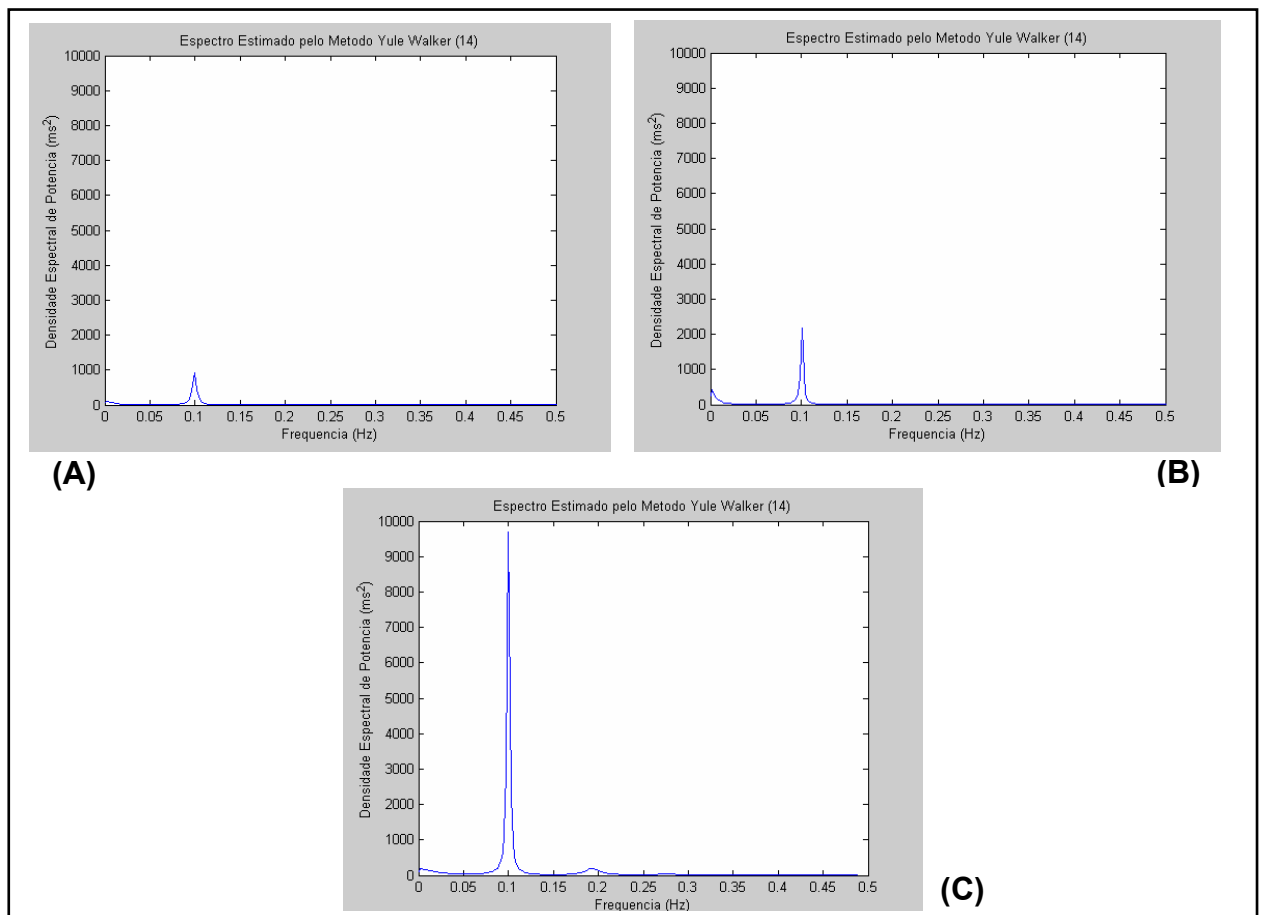 Espectro Estimado pelo Metodo Yule Walker (14)
10000
9000
8000
7000
6000
5000
4000
3000
2000
1000
0
Densidade Espectral de Potencia (ms²)
0 0.05 0.1 0.15 0.2 0.25 0.3 0.35 0.4 0.45 0.5
Frequencia (Hz)
(A)
Espectro Estimado pelo Metodo Yule Walker (14)
10000
9000
8000
7000
6000
5000
4000
3000
2000
1000
0
Densidade Espectral de Potencia (ms²)
0 0.05 0.1 0.15 0.2 0.25 0.3 0.35 0.4 0.45 0.5
Frequencia (Hz)
(B)
Espectro Estimado pelo Metodo Yule Walker (14)
10000
9000
8000
7000
6000
5000
4000
3000
2000
1000
0
Densidade Espectral de Potencia (ms²)
0 0.05 0.1 0.15 0.2 0.25 0.3 0.35 0.4 0.45 0.5
Frequencia (Hz)
(C)